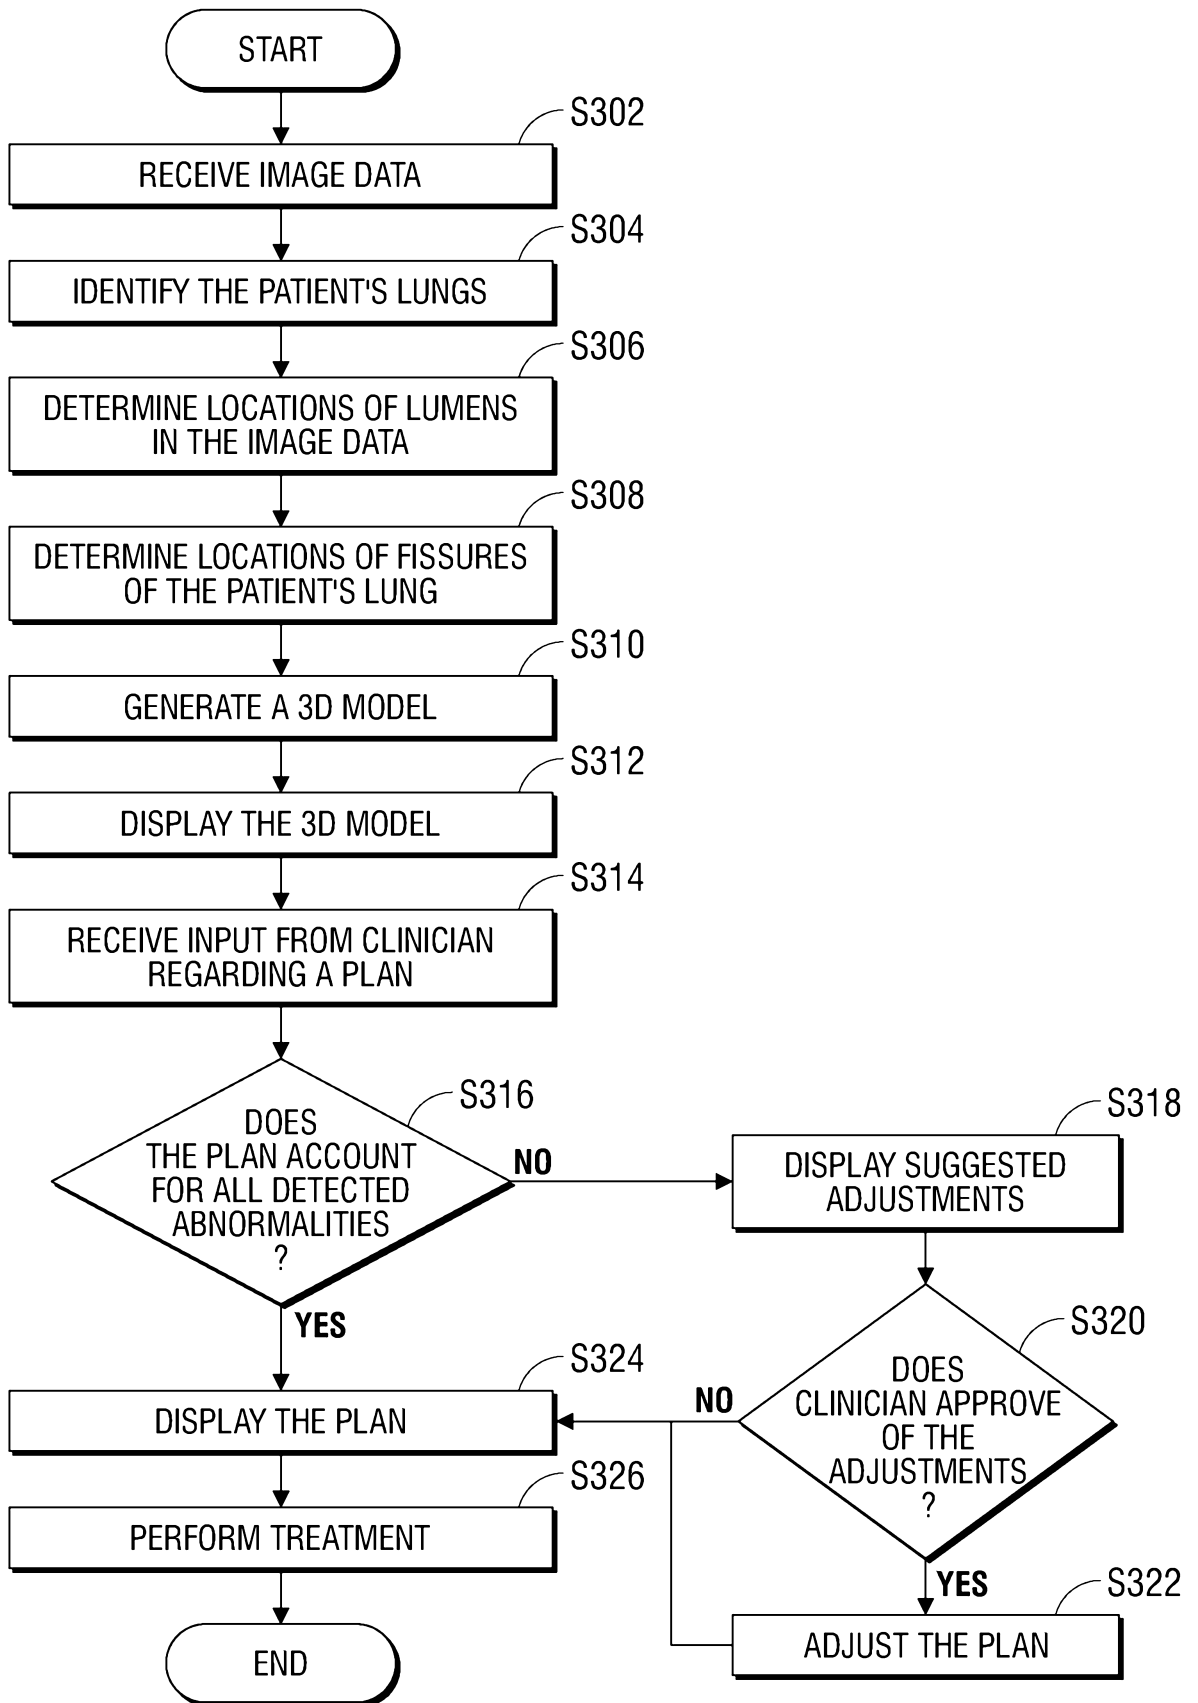 START
S302
RECEIVE IMAGE DATA
S304
IDENTIFY THE PATIENT'S LUNGS
S306
DETERMINE LOCATIONS OF LUMENS
IN THE IMAGE DATA
S308
DETERMINE LOCATIONS OF FISSURES
OF THE PATIENT'S LUNG
S310
GENERATE A 3D MODEL
S312
DISPLAY THE 3D MODEL
S314
RECEIVE INPUT FROM CLINICIAN
REGARDING A PLAN
S316
DOES
THE PLAN ACCOUNT
FOR ALL DETECTED
ABNORMALITIES
?
NO
YES
S318
DISPLAY SUGGESTED
ADJUSTMENTS
S320
DOES
CLINICIAN APPROVE
OF THE
ADJUSTMENTS
?
NO
YES
S322
ADJUST THE PLAN
S324
DISPLAY THE PLAN
S326
PERFORM TREATMENT
END